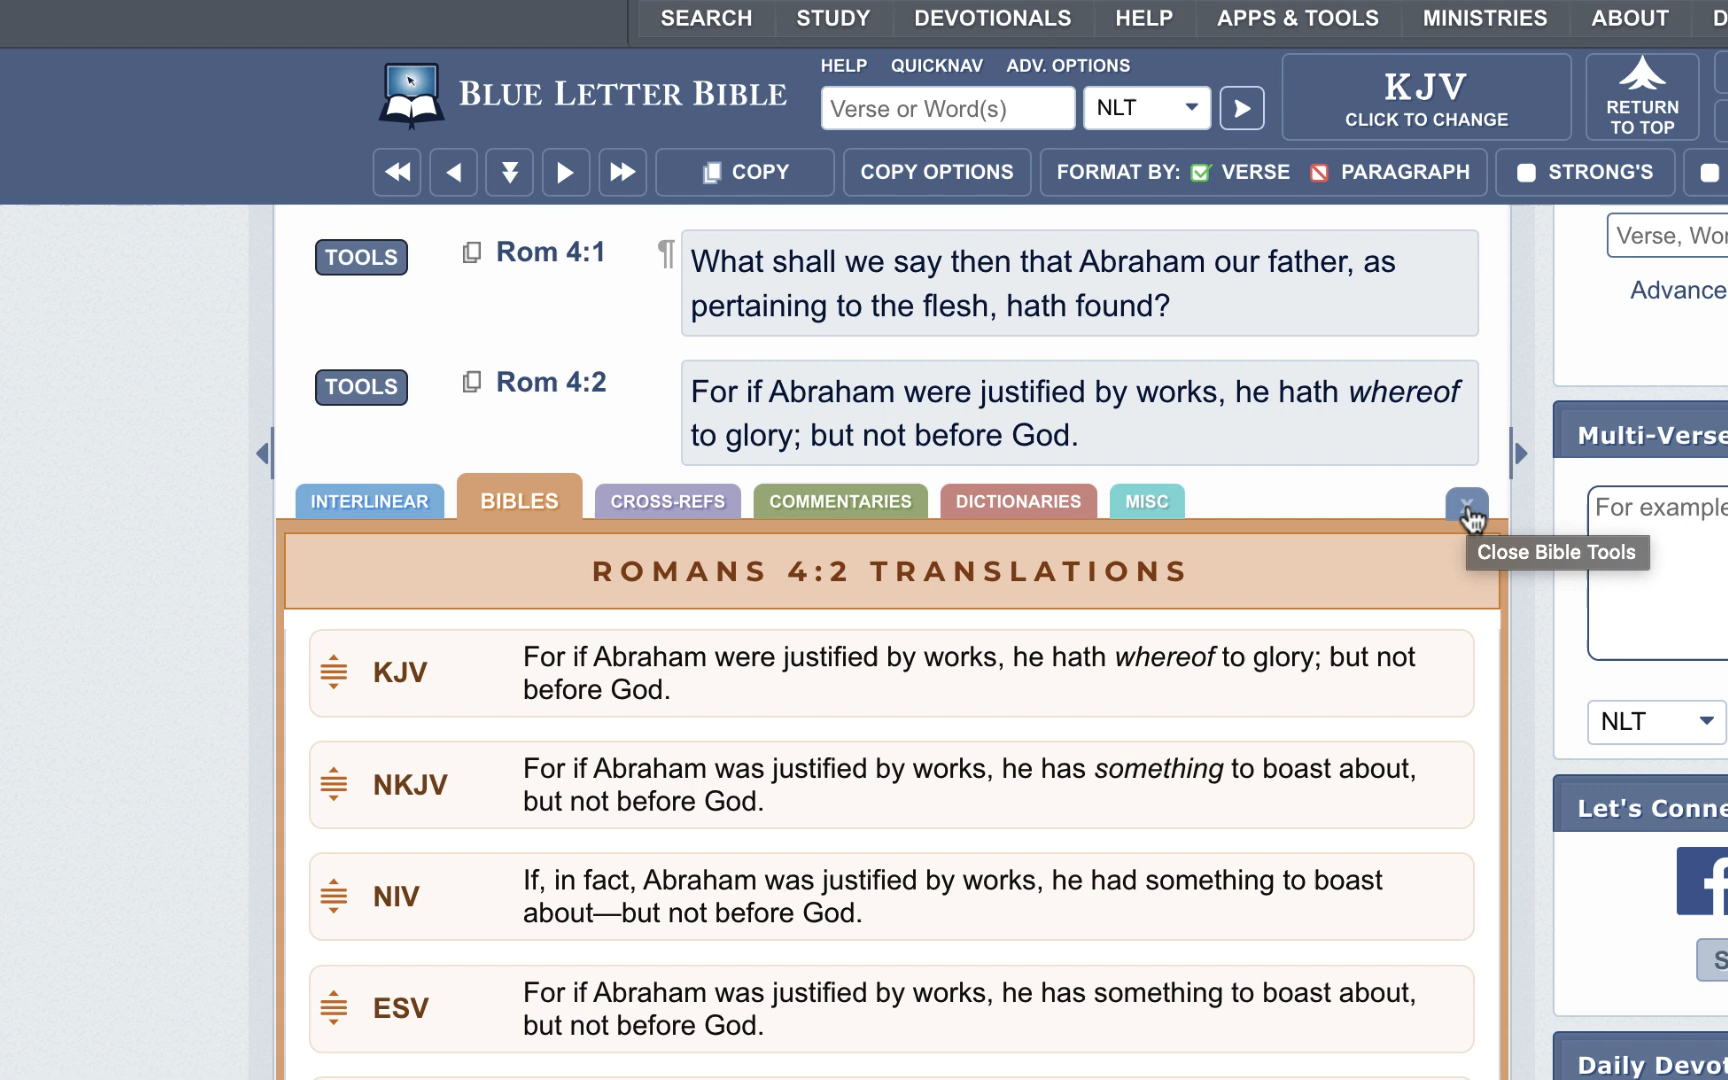 SEARCH STUDY DEVOTIONALS HELP APPS & TOOLS MINISTRIES ABOUT
HELP QUICKNAV ADV. OPTIONS
BLUE LETTER BIBLE
Verse or Word(s) NLT
KJV
CLICK TO CHANGE
RETURN
TO TOP
COPY COPY OPTIONS FORMAT BY: VERSE PARAGRAPH STRONG'S
TOOLS Rom 4:1 ¶ What shall we say then that Abraham our father, as
pertaining to the flesh, hath found?
TOOLS Rom 4:2 For if Abraham were justified by works, he hath whereof
to glory; but not before God.
INTERLINEAR BIBLES CROSS-REFS COMMENTARIES DICTIONARIES MISC X
Close Bible Tools
ROMANS 4:2 TRANSLATIONS
KJV For if Abraham were justified by works, he hath whereof to glory; but not
before God.
NKJV For if Abraham was justified by works, he has something to boast about,
but not before God.
NIV If, in fact, Abraham was justified by works, he had something to boast
about—but not before God.
ESV For if Abraham was justified by works, he has something to boast about,
but not before God.
Verse, Wor
Advance
Multi-Verse
For example
NLT
Let's Conne
f
S
Daily Devot